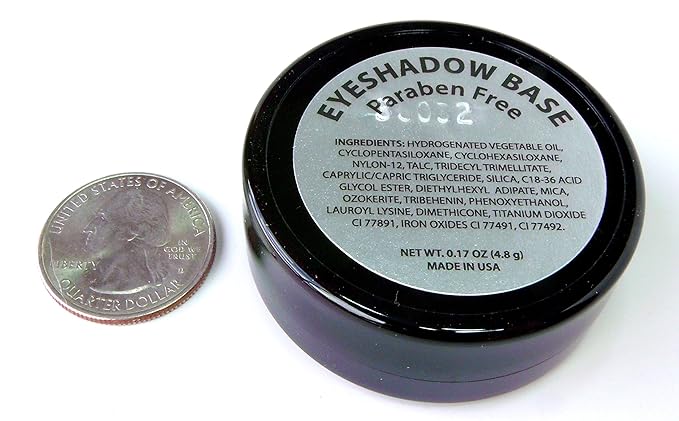 EYESHADOW BASE
Paraben Free
INGREDIENTS: HYDROGENATED VEGETABLE OIL,
CYCLOPENTASILOXANE, CYCLOHEXASILOXANE,
NYLON-12, TALC, TRIDECYL TRIMELLITATE,
CAPRYLIC/CAPRIC TRIGLYCERIDE, SILICA, C18-36 ACID
GLYCOL ESTER, DIETHYLHEXYL ADIPATE, MICA,
OZOKERITE, TRIBEHENIN, PHENOXYETHANOL,
LAUROYL LYSINE, DIMETHICONE, TITANIUM DIOXIDE
CI 77891, IRON OXIDES CI 77491, CI 77492.
NET WT. 0.17 OZ (4.8 g)
MADE IN USA
UNITED STATES OF AMERICA
LIBERTY
IN
GOD WE
TRUST
QUARTER DOLLAR